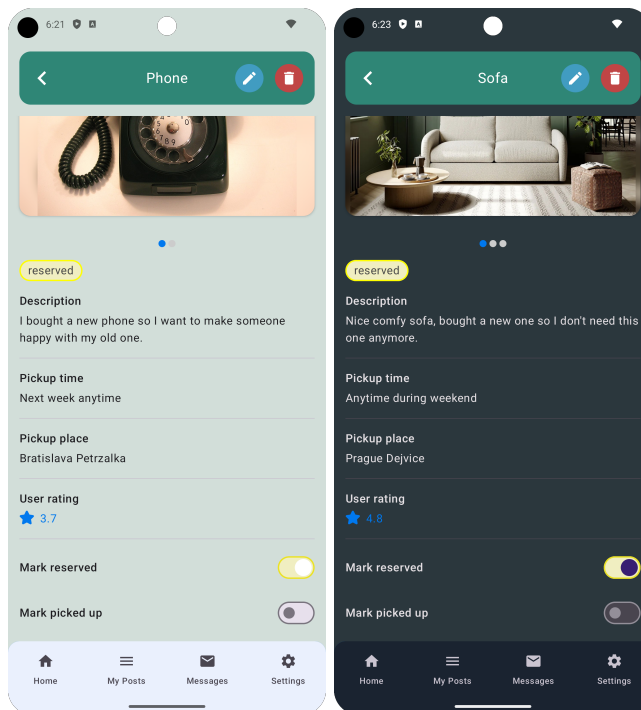 6:21
Phone
reserved
Description
I bought a new phone so I want to make someone
happy with my old one.
Pickup time
Next week anytime
Pickup place
Bratislava Petrzalka
User rating
3.7
Mark reserved
Mark picked up
Home
My Posts
Messages
Settings
6:23
Sofa
reserved
Description
Nice comfy sofa, bought a new one so I don't need this
one anymore.
Pickup time
Anytime during weekend
Pickup place
Prague Dejvice
User rating
4.8
Mark reserved
Mark picked up
Home
My Posts
Messages
Settings